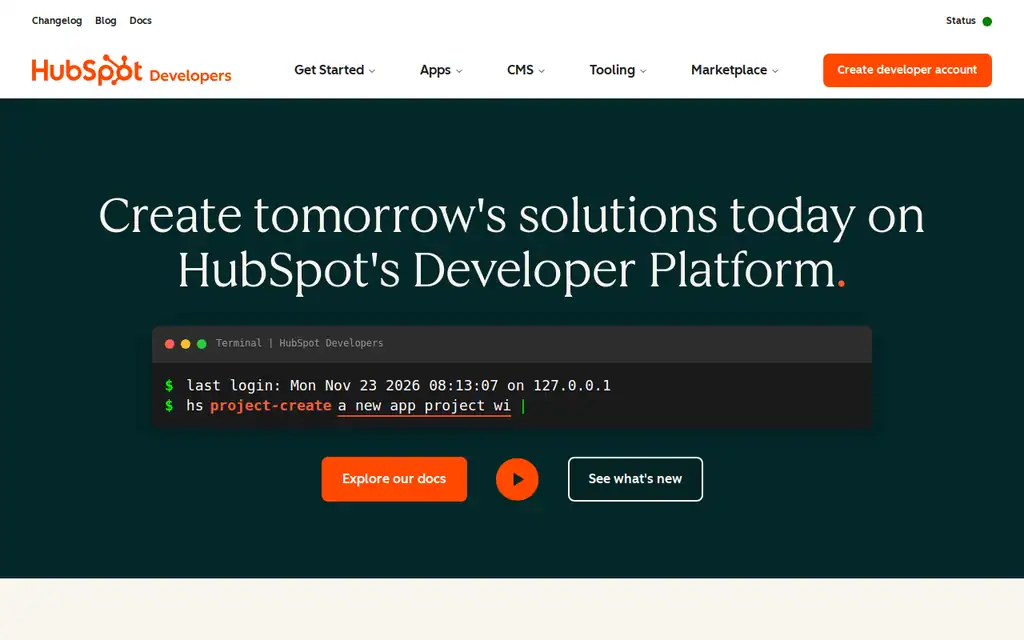 Changelog Blog Docs
Status
HubSpot Developers
Get Started Apps CMS Tooling Marketplace
Create developer account
Create tomorrow's solutions today on
HubSpot's Developer Platform.
Terminal | HubSpot Developers
$ last login: Mon Nov 23 2026 08:13:07 on 127.0.0.1
$ hs project-create a new app project wi |
Explore our docs
See what's new